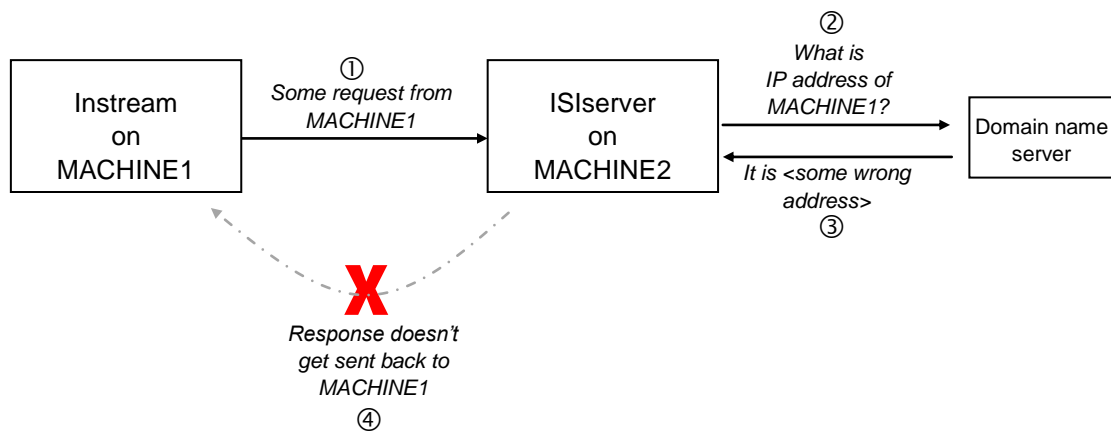 Instream
on
MACHINE1
①
Some request from
MACHINE1
ISIserver
on
MACHINE2
②
What is
IP address of
MACHINE1?
It is <some wrong
address>
③
Domain name
server
X
Response doesn't
get sent back to
MACHINE1
④